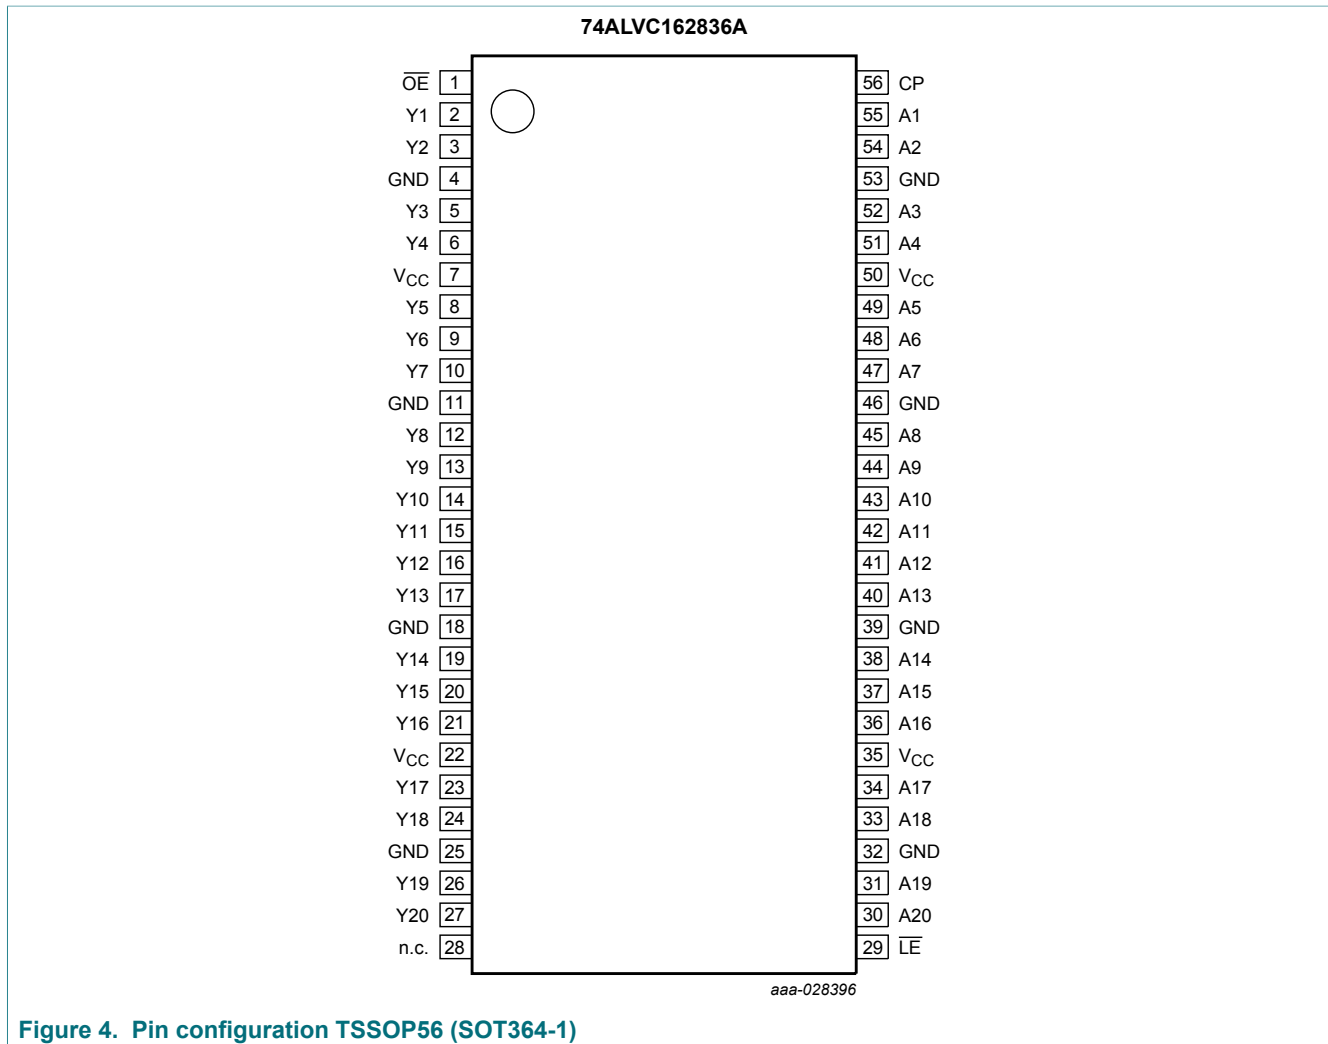 74ALVC162836A
OE 1 56 CP
Y1 2 55 A1
Y2 3 54 A2
GND 4 53 GND
Y3 5 52 A3
Y4 6 51 A4
VCC 7 50 VCC
Y5 8 49 A5
Y6 9 48 A6
Y7 10 47 A7
GND 11 46 GND
Y8 12 45 A8
Y9 13 44 A9
Y10 14 43 A10
Y11 15 42 A11
Y12 16 41 A12
Y13 17 40 A13
GND 18 39 GND
Y14 19 38 A14
Y15 20 37 A15
Y16 21 36 A16
VCC 22 35 VCC
Y17 23 34 A17
Y18 24 33 A18
GND 25 32 GND
Y19 26 31 A19
Y20 27 30 A20
n.c. 28 29 LE
aaa-028396
Figure 4. Pin configuration TSSOP56 (SOT364-1)